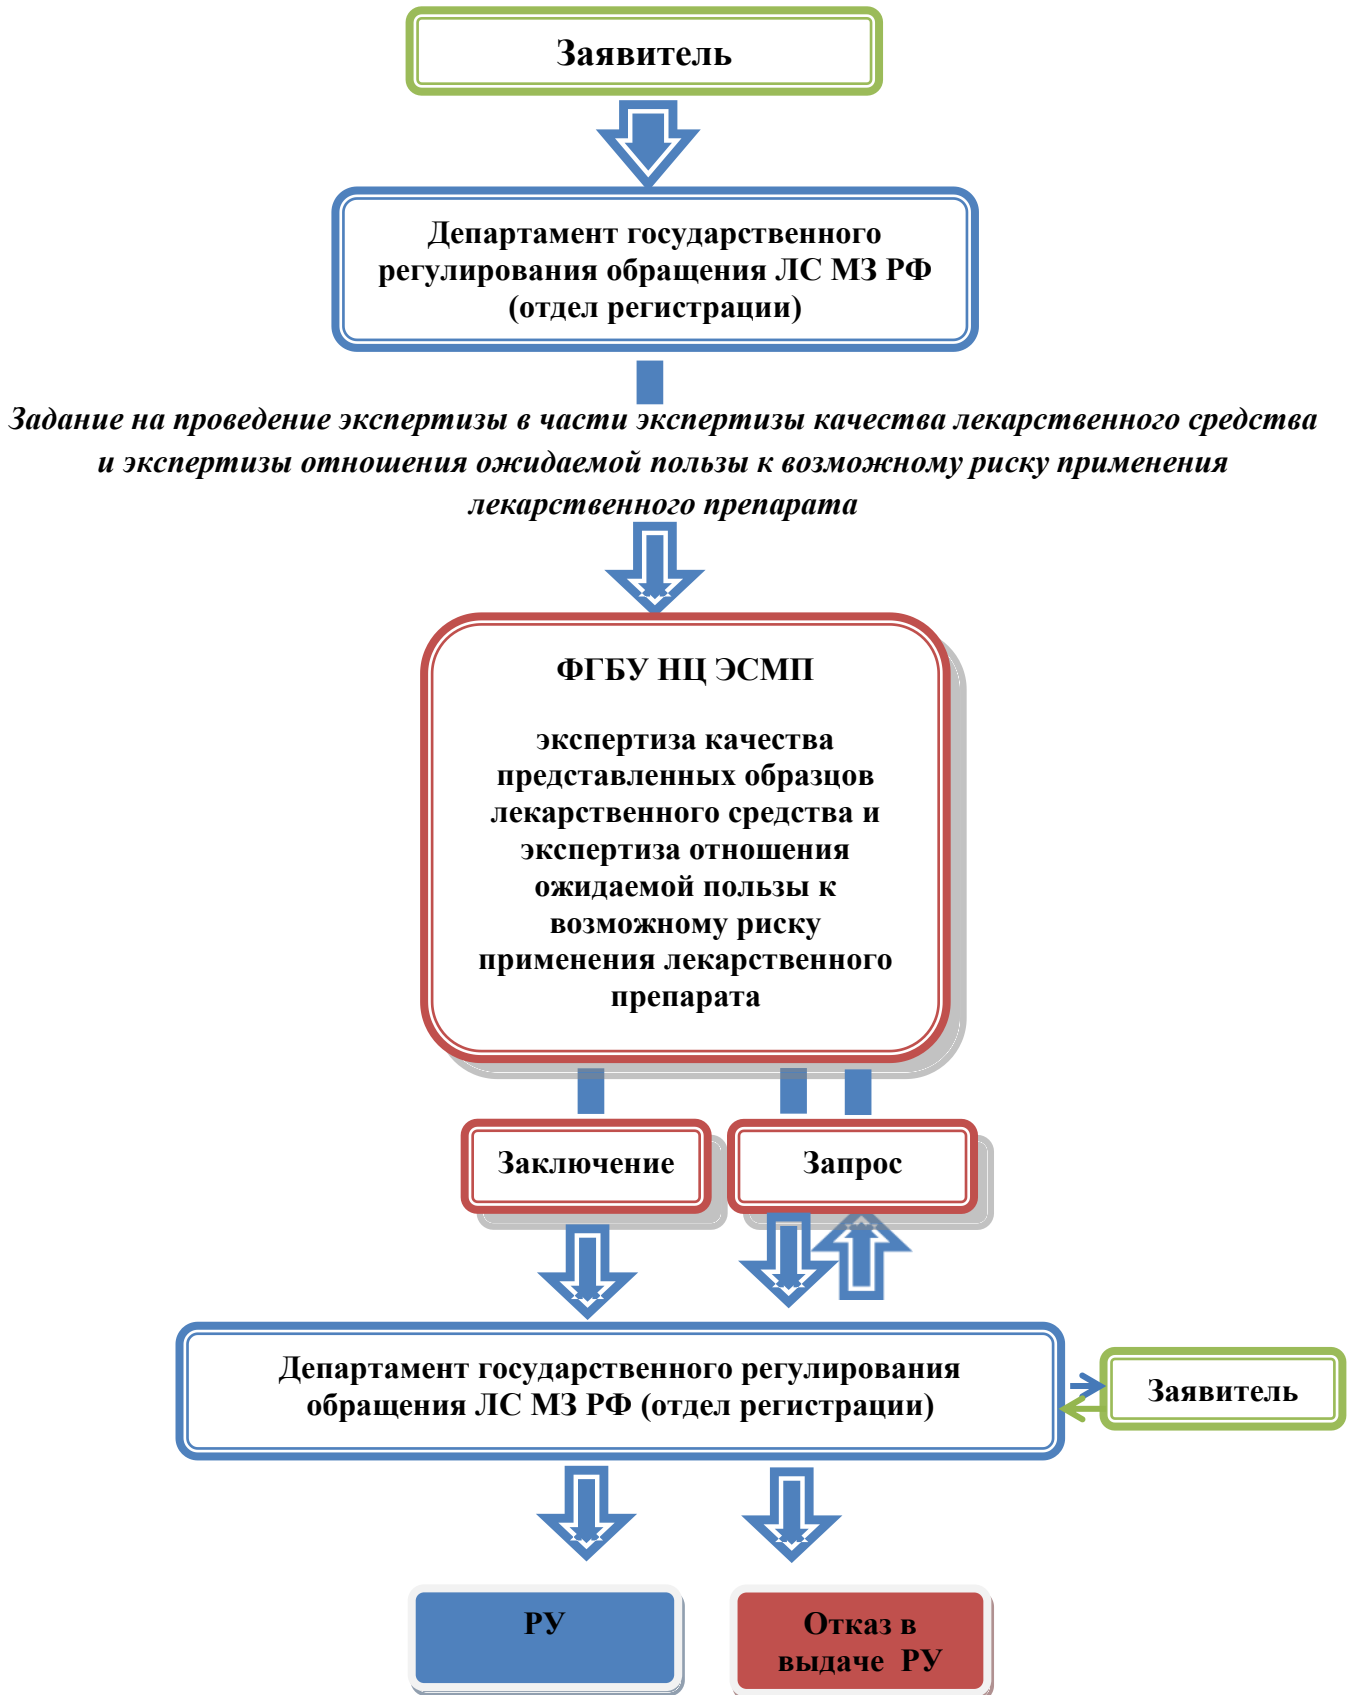 Заявитель
Департамент государственного
регулирования обращения ЛС МЗ РФ
(отдел регистрации)
Задание на проведение экспертизы в части экспертизы качества лекарственного средства
и экспертизы отношения ожидаемой пользы к возможному риску применения
лекарственного препарата
ФГБУ НЦ ЭСМП
экспертиза качества
представленных образцов
лекарственного средства и
экспертиза отношения
ожидаемой пользы к
возможному риску
применения лекарственного
препарата
Заключение
Запрос
Департамент государственного регулирования
обращения ЛС МЗ РФ (отдел регистрации)
Заявитель
РУ
Отказ в
выдаче РУ